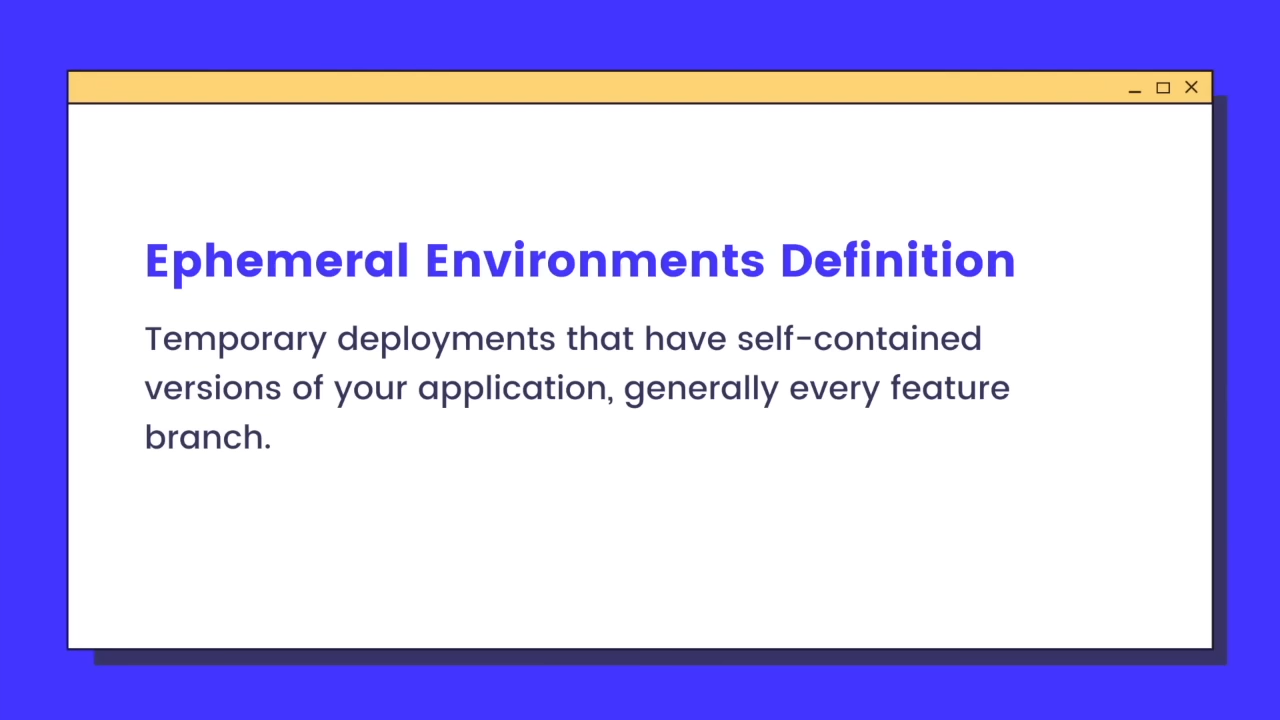 Ephemeral Environments Definition
Temporary deployments that have self-contained
versions of your application, generally every feature
branch.